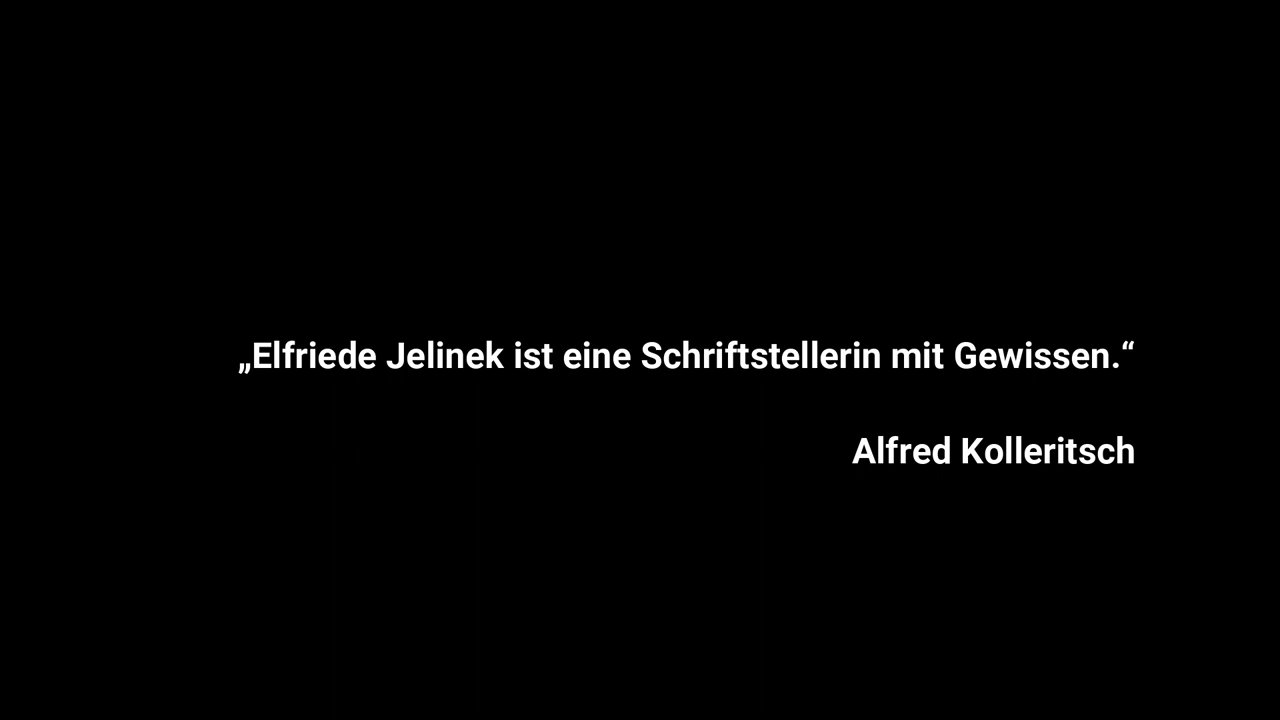 „Elfriede Jelinek ist eine Schriftstellerin mit Gewissen.“
Alfred Kolleritsch